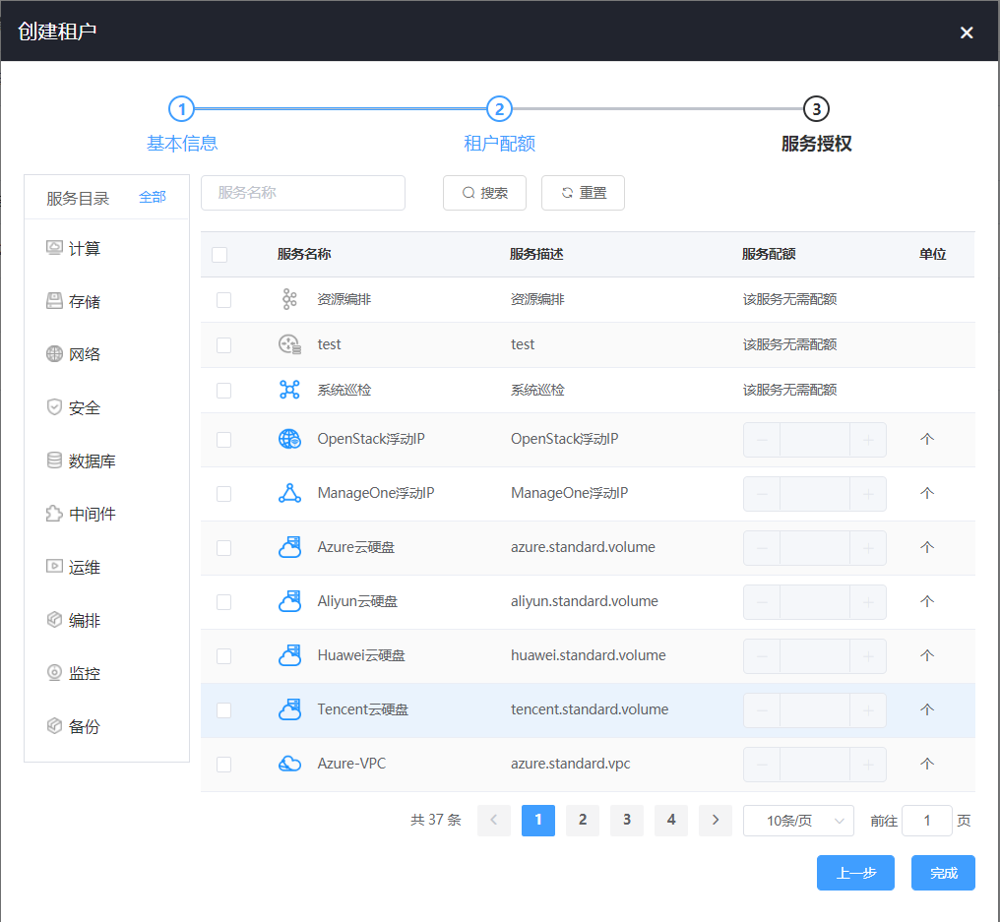 创建租户
1 2 3
基本信息 租户配额 服务授权
服务目录 全部
计算
存储
网络
安全
数据库
中间件
运维
编排
监控
备份
服务名称 搜索 重置
服务名称 服务描述 服务配额 单位
资源编排 资源编排 该服务无需配额
test test 该服务无需配额
系统巡检 系统巡检 该服务无需配额
OpenStack浮动IP OpenStack浮动IP 个
ManageOne浮动IP ManageOne浮动IP 个
Azure云硬盘 azure.standard.volume 个
Aliyun云硬盘 aliyun.standard.volume 个
Huawei云硬盘 huawei.standard.volume 个
Tencent云硬盘 tencent.standard.volume 个
Azure-VPC azure.standard.vpc 个
共 37 条 1 2 3 4 10条/页 前往 1 页
上一步 完成